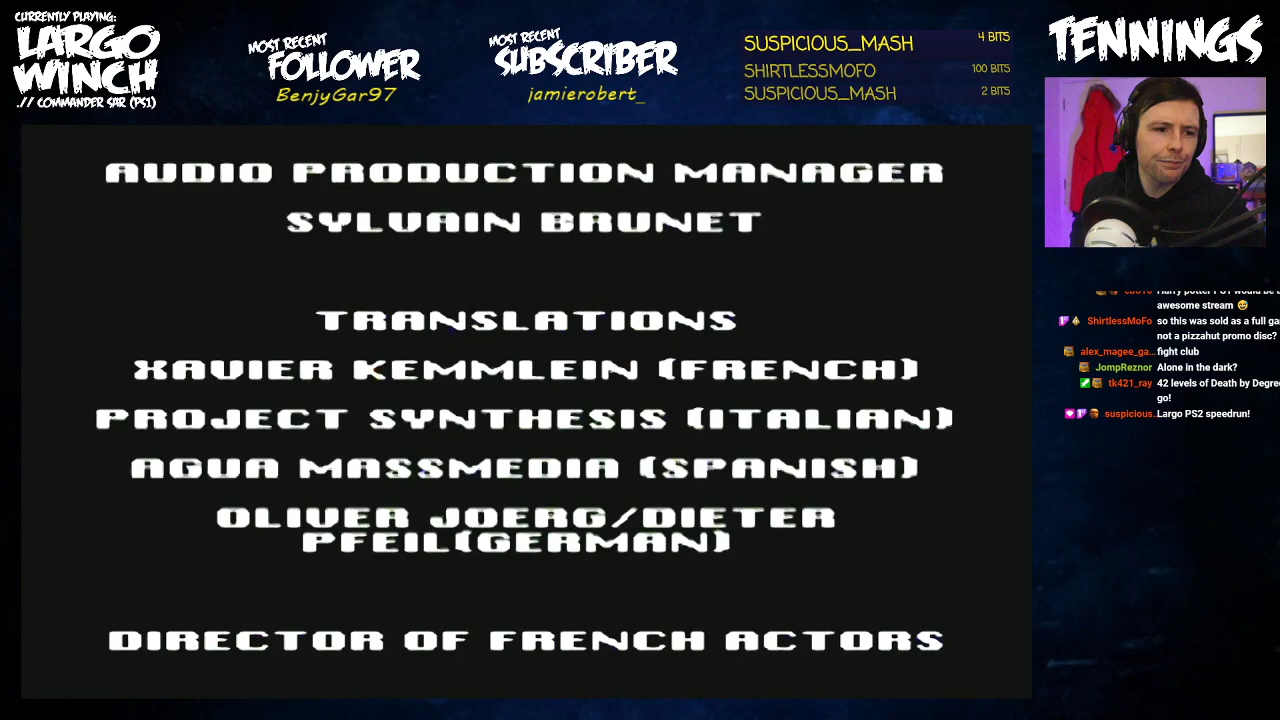 CURRENTLY PLAYING:
LARGO
WINCH
.// COMMANDER SAR (PS1)
MOST RECENT
FOLLOWER
BenjyGar97
MOST RECENT
SUBSCRIBER
jamierobert_
SUSPICIOUS_MASH 4 BITS
SHIRTLESSMOFO 100 BITS
SUSPICIOUS_MASH 2 BITS
TENNINGS
AUDIO PRODUCTION MANAGER
SYLVAIN BRUNET
TRANSLATIONS
XAVIER KEMMLEIN (FRENCH)
PROJECT SYNTHESIS (ITALIAN)
AGUA MASSMEDIA (SPANISH)
OLIVER JOERG/DIETER
PFEIL(GERMAN)
DIRECTOR OF FRENCH ACTORS
awesome stream 😅
ShirtlessMoFo so this was sold as a full ga
not a pizzahut promo disc?
alex_magee_ga... fight club
JompReznor Alone in the dark?
tk421_ray 42 levels of Death by Degre
go!
suspicious... Largo PS2 speedrun!